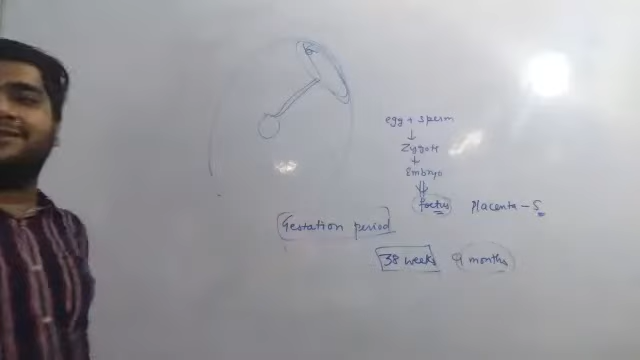 egg + sperm
↓
Zygote
↓
Embryo
⇓
foetus Placenta - S
Gestation period
38 weeks 9 months